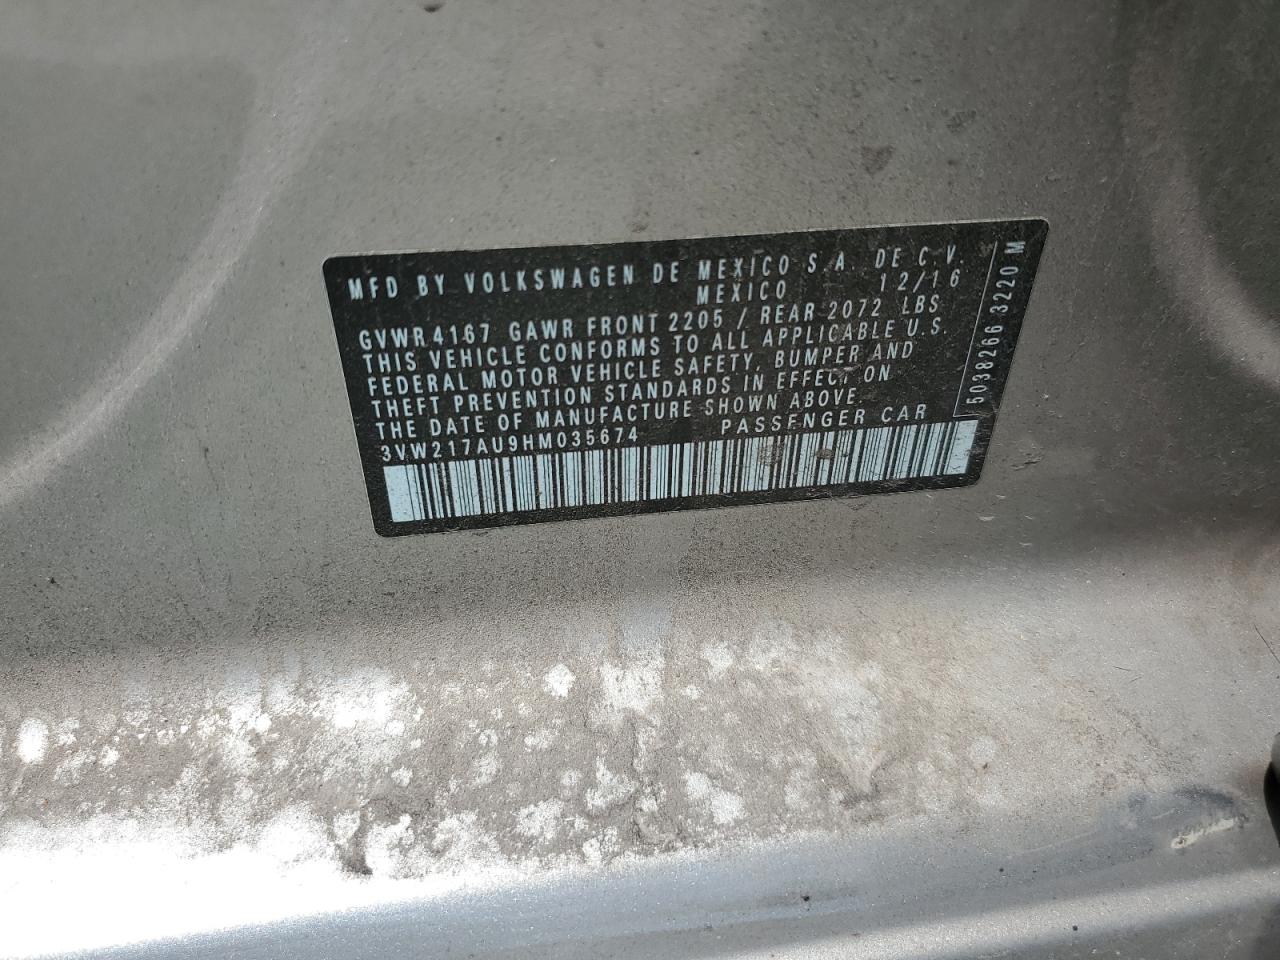 MFD BY VOLKSWAGEN DE MEXICO S.A. DE C.V.
MEXICO 12/16
GVWR 4167 GAWR FRONT 2205 / REAR 2072 LBS
THIS VEHICLE CONFORMS TO ALL APPLICABLE U.S.
FEDERAL MOTOR VEHICLE SAFETY, BUMPER AND
THEFT PREVENTION STANDARDS IN EFFECT ON
THE DATE OF MANUFACTURE SHOWN ABOVE.
3VW217AU9HM035674 PASSENGER CAR
5038266 3220 M